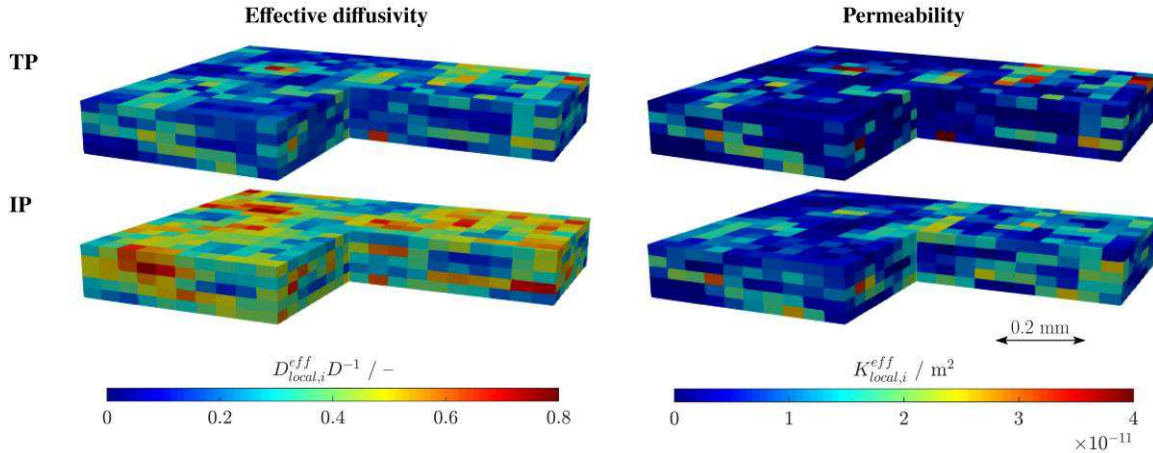 Effective diffusivity Permeability
TP
IP
0.2 mm
D^{eff}_{local,i}D^{-1} / –
K^{eff}_{local,i} / m^2
0 0.2 0.4 0.6 0.8
0 1 2 3 4
×10^{-11}